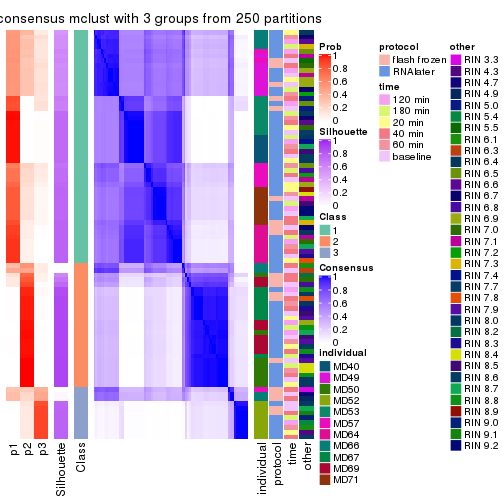 consensus mclust with 3 groups from 250 partitions
Prob
1
0.8
0.6
0.4
0.2
0
Silhouette
1
0.8
0.6
0.4
0.2
0
Class
1
2
3
Consensus
1
0.8
0.6
0.4
0.2
0
individual
MD40
MD49
MD50
MD52
MD53
MD57
MD64
MD66
MD67
MD69
MD71
protocol
flash frozen
RNAlater
time
120 min
180 min
20 min
40 min
60 min
baseline
other
RIN 3.3
RIN 4.3
RIN 4.7
RIN 4.9
RIN 5.0
RIN 5.4
RIN 5.5
RIN 6.1
RIN 6.3
RIN 6.4
RIN 6.5
RIN 6.6
RIN 6.7
RIN 6.8
RIN 6.9
RIN 7.0
RIN 7.1
RIN 7.2
RIN 7.3
RIN 7.4
RIN 7.7
RIN 7.8
RIN 7.9
RIN 8.0
RIN 8.1
RIN 8.2
RIN 8.3
RIN 8.4
RIN 8.5
RIN 8.6
RIN 8.7
RIN 8.8
RIN 8.9
RIN 9.0
RIN 9.1
RIN 9.2
p1
p2
p3
Silhouette
Class
individual
protocol
time
other